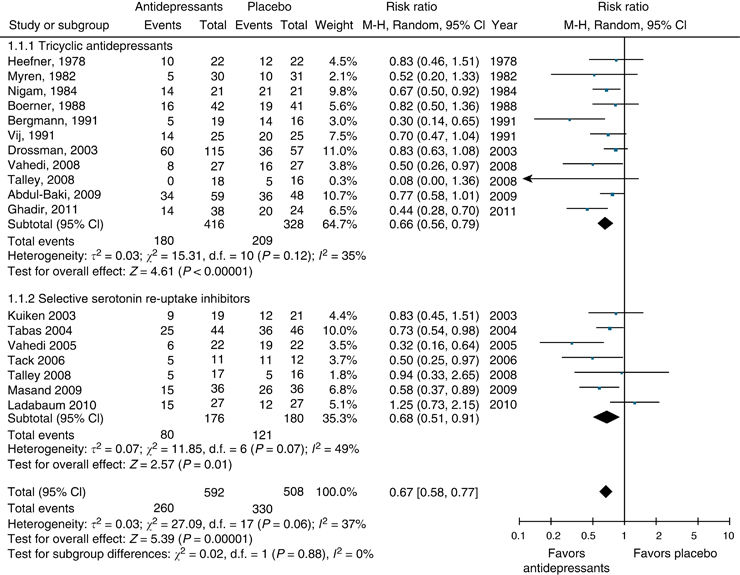 Antidepressants Placebo Risk ratio Risk ratio
Study or subgroup Events Total Events Total Weight M-H, Random, 95% CI Year M-H, Random, 95% CI
1.1.1 Tricyclic antidepressants
Heefner, 1978 10 22 12 22 4.5% 0.83 (0.46, 1.51) 1978
Myren, 1982 5 30 10 31 2.1% 0.52 (0.20, 1.33) 1982
Nigam, 1984 14 21 21 21 11.9% 0.67 (0.50, 0.92) 1984
Boerner, 1988 16 42 19 41 5.6% 0.82 (0.50, 1.36) 1988
Bergmann, 1991 5 19 14 16 3.0% 0.30 (0.14, 0.65) 1991
Vij, 1991 14 25 20 25 7.5% 0.70 (0.47, 1.04) 1991
Drossman, 2003 60 115 36 57 11.0% 0.83 (0.63, 1.08) 2003
Vahedi, 2008 8 27 16 27 3.8% 0.50 (0.26, 0.97) 2008
Talley, 2008 0 18 5 16 0.3% 0.08 (0.00, 1.36) 2008
Abdul-Baki, 2009 34 59 36 48 10.7% 0.77 (0.58, 1.01) 2009
Ghadir, 2011 14 38 20 24 6.5% 0.44 (0.28, 0.70) 2011
Subtotal (95% CI) 416 328 64.7% 0.66 (0.56, 0.79)
Total events 180 209
Heterogeneity: τ2 = 0.03; χ2 = 15.31, d.f. = 10 (P = 0.12); I2 = 35%
Test for overall effect: Z = 4.61 (P < 0.00001)
1.1.2 Selective serotonin re-uptake inhibitors
Kuiken 2003 9 19 12 21 4.4% 0.83 (0.45, 1.51) 2003
Tabas 2004 25 44 36 46 10.0% 0.73 (0.54, 0.98) 2004
Vahedi 2005 6 22 19 22 3.5% 0.32 (0.16, 0.64) 2005
Tack 2006 5 11 11 12 4.1% 0.50 (0.25, 0.97) 2006
Talley 2008 5 17 5 16 1.8% 0.94 (0.33, 2.65) 2008
Masand 2009 15 36 26 36 6.6% 0.58 (0.37, 0.89) 2009
Ladabaum 2010 15 27 12 27 5.1% 1.25 (0.73, 2.15) 2010
Subtotal (95% CI) 176 180 35.3% 0.68 (0.51, 0.91)
Total events 80 121
Heterogeneity: τ2 = 0.07; χ2 = 11.85, d.f. = 6 (P = 0.07); I2 = 49%
Test for overall effect: Z = 2.57 (P = 0.01)
Total (95% CI) 592 508 100.0% 0.67 [0.58, 0.77]
Total events 260 330
Heterogeneity: τ2 = 0.03; χ2 = 27.09, d.f. = 17 (P = 0.06); I2 = 37%
Test for overall effect: Z = 5.39 (P = 0.00001)
Test for subgroup differences: χ2 = 0.02, d.f. = 1 (P = 0.88), I2 = 0%
0.1 0.2 0.5 1 2 5 10
Favors antidepressants Favors placebo